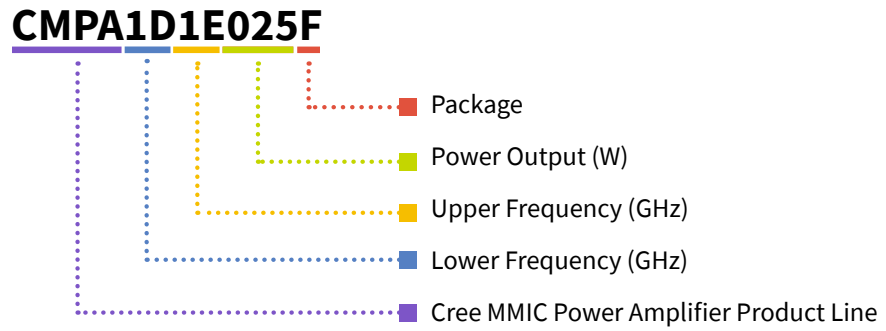 CMPA1D1E025F
Package
Power Output (W)
Upper Frequency (GHz)
Lower Frequency (GHz)
Cree MMIC Power Amplifier Product Line